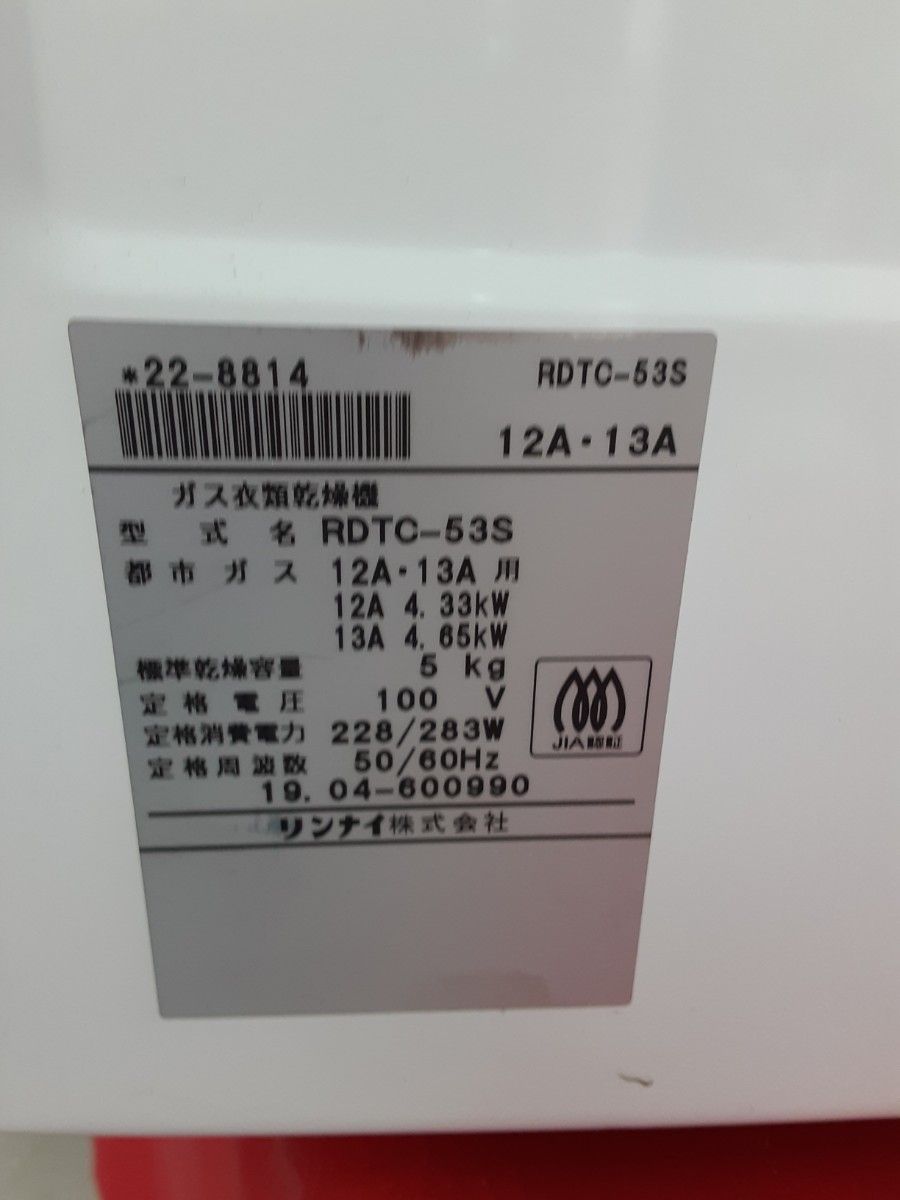 *22-8814
RDTC-53S
12A・13A
ガス衣類乾燥機
型式名 RDTC-53S
都市ガス 12A・13A 用
12A 4.33kW
13A 4.65kW
標準乾燥容量 5 kg
定格電圧 100 V
定格消費電力 228/283W
定格周波数 50/60Hz
19.04-600990
リンナイ株式会社
JIA